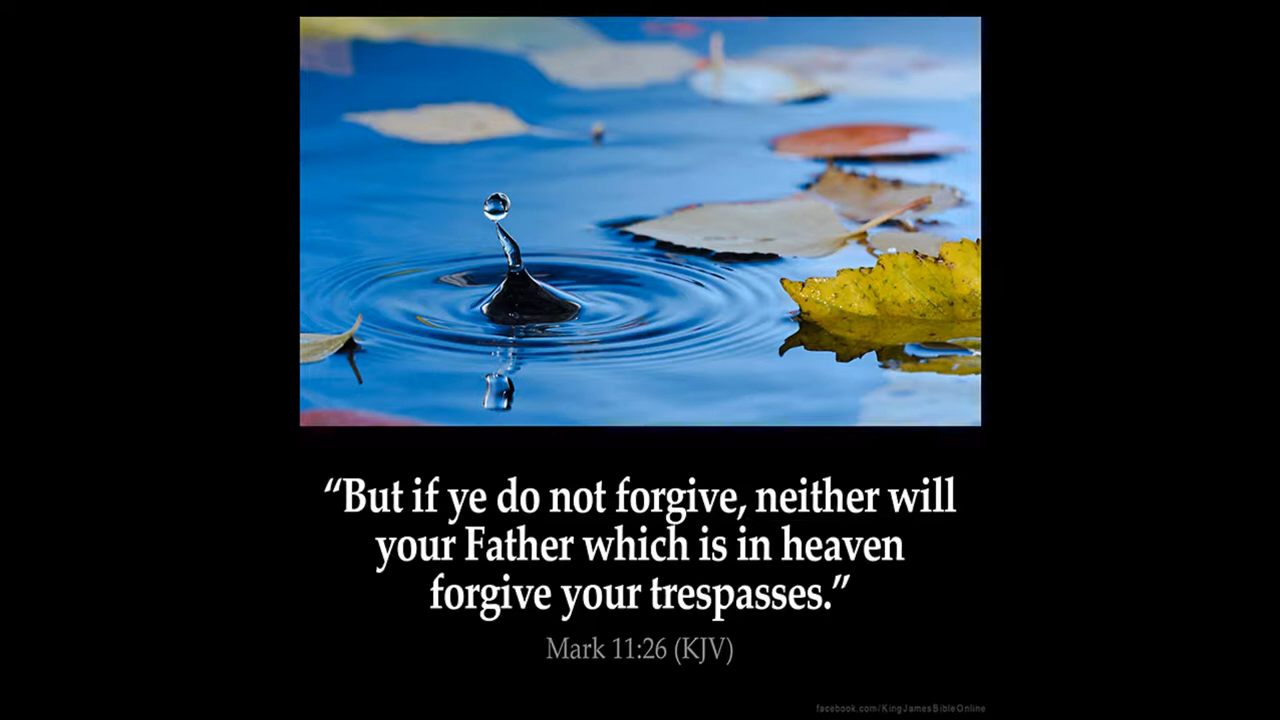 “But if ye do not forgive, neither will
your Father which is in heaven
forgive your trespasses.”
Mark 11:26 (KJV)
facebook.com/KingJamesBibleOnline